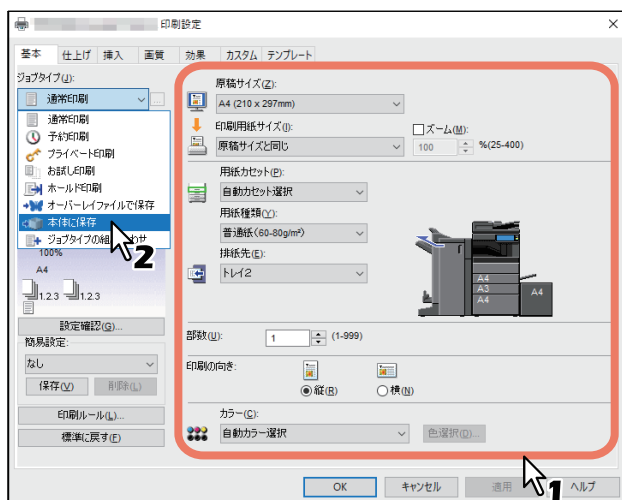 印刷設定
基本 仕上げ 挿入 画質 効果 カスタム テンプレート
ジョブタイプ(J):
通常印刷
...
通常印刷
予約印刷
プライベート印刷
お試し印刷
ホールド印刷
オーバーレイファイルで保存
本体に保存
ジョブタイプの組 わせ
2
100%
A4
1.2.3 1.2.3
設定確認(G)...
簡易設定:
なし
保存(V) 削除(L)
印刷ルール(L)...
標準に戻す(F)
原稿サイズ(Z):
A4 (210 x 297mm)
印刷用紙サイズ(I):
原稿サイズと同じ
ズーム(M):
100 %(25-400)
用紙カセット(P):
自動カセット選択
用紙種類(Y):
普通紙(60-80g/m²)
排紙先(E):
トレイ2
A4
A3
A4
A4
部数(U): 1 (1-999)
印刷の向き:
縦(R) 横(N)
カラー(C):
自動カラー選択 色選択(D)...
OK キャンセル 適用 ヘルプ
1